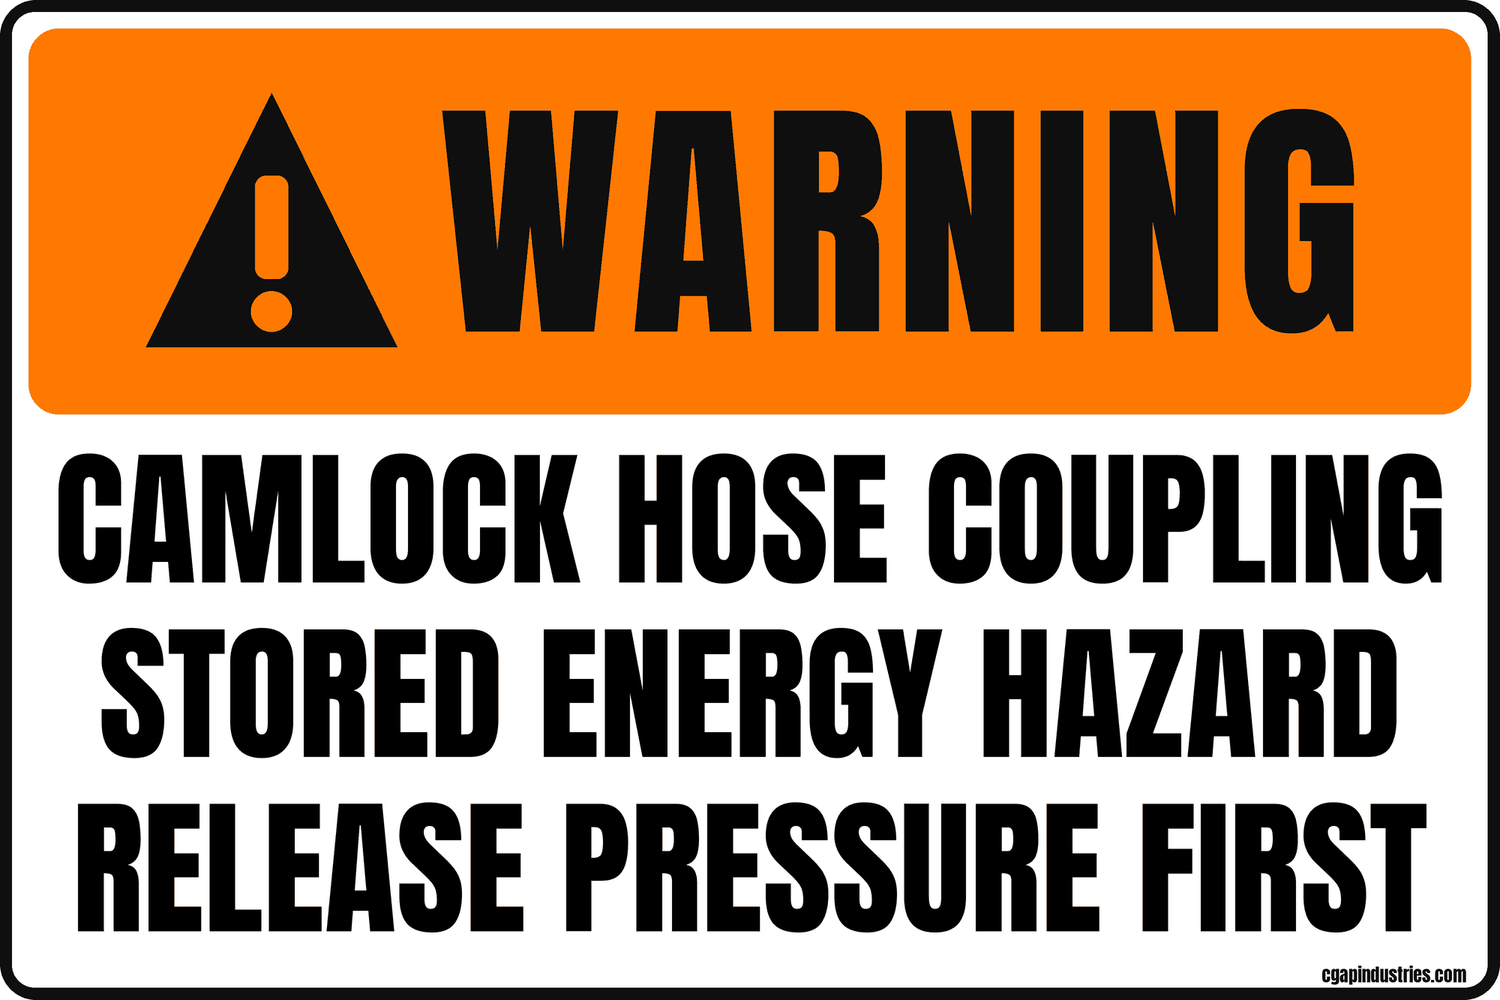 WARNING
CAMLOCK HOSE COUPLING
STORED ENERGY HAZARD
RELEASE PRESSURE FIRST
cgapindustries.com